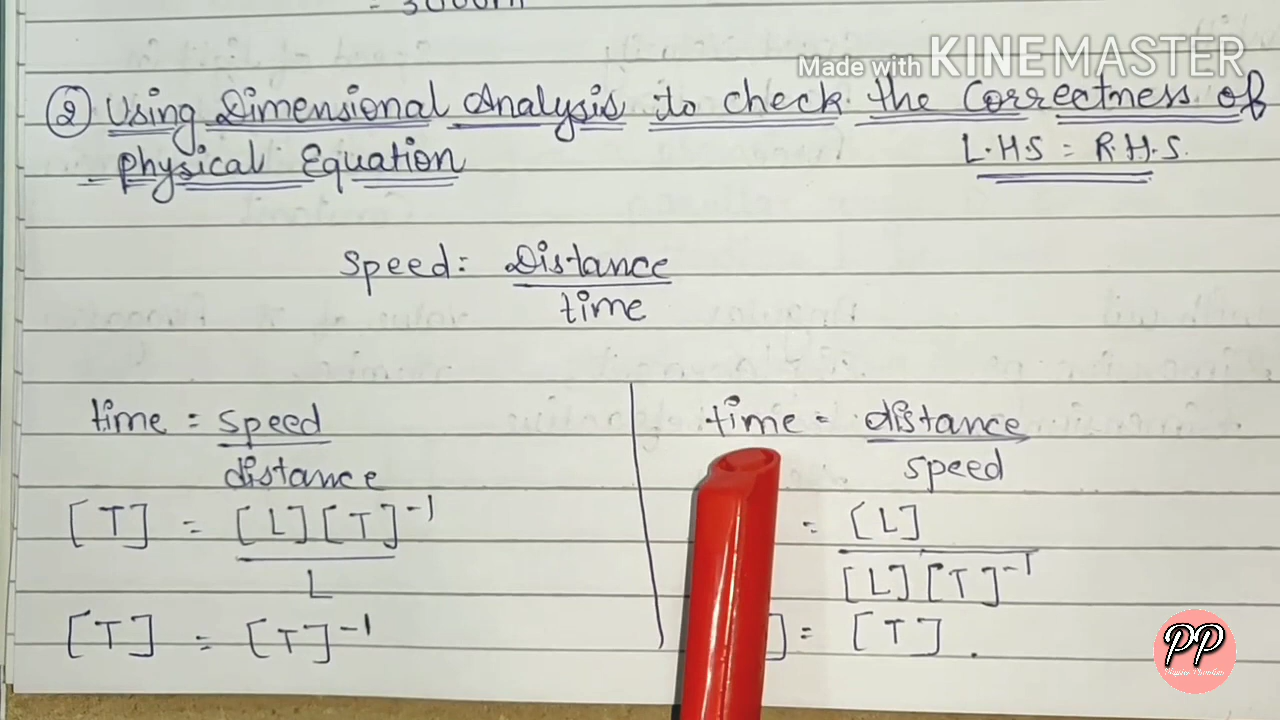 = 3000m
Made with KINEMASTER
② Using Dimensional Analysis to check the Correctness of
Physical Equation
L.H.S = R.H.S.
Speed = Distance
time
time = speed
distance
[T] = [L][T]⁻¹
L
[T] = [T]⁻¹
time = distance
speed
= [L]
[L][T]⁻¹
] = [T].
PP